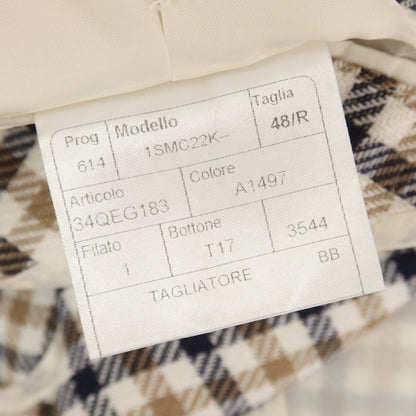 Prog Modello Taglia
614 1SMC22K-- 48/R
Articolo Colore
34QEG183 A1497
Filato Bottone 3544
1 T17
TAGLIATORE BB